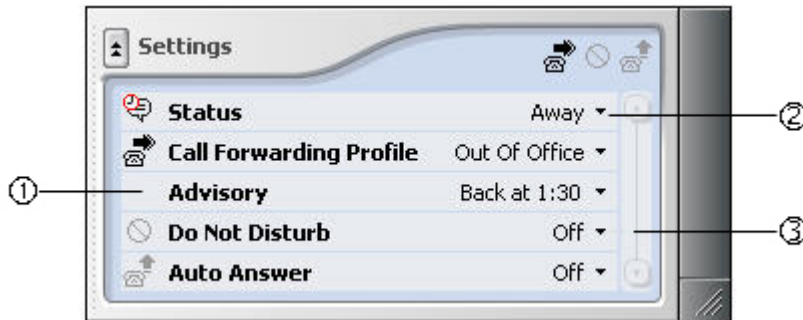 Settings
Status Away
②
Call Forwarding Profile Out Of Office
① Advisory Back at 1:30
Do Not Disturb Off
③
Auto Answer Off